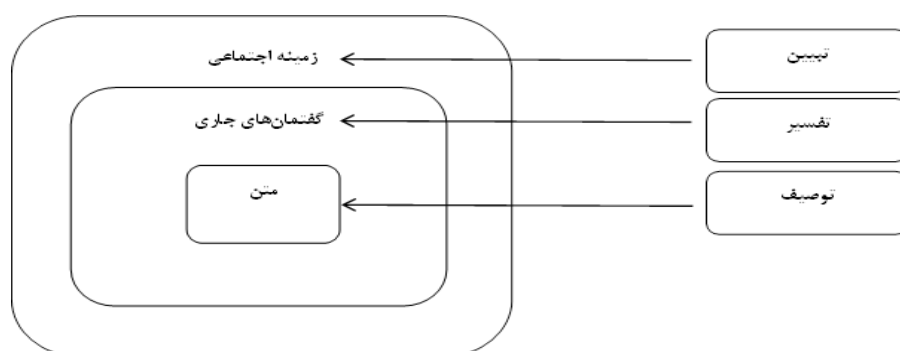 زمینه اجتماعی
تبیین
گفتمان‌های جاری
تفسیر
متن
توصیف